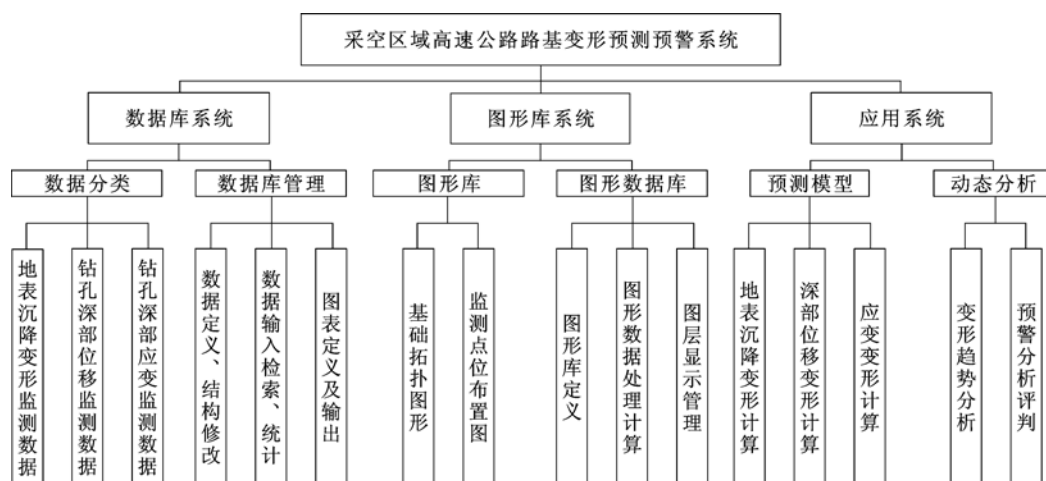 采空区域高速公路路基变形预测预警系统
数据库系统
图形库系统
应用系统
数据分类
数据库管理
图形库
图形数据库
预测模型
动态分析
地表沉降变形监测数据
钻孔深部位移监测数据
钻孔深部应变监测数据
数据定义、结构修改
数据输入检索、统计
图表定义及输出
基础拓扑图形
监测点位布置图
图形库定义
图形数据处理计算
图层显示管理
地表沉降变形计算
深部位移变形计算
应变变形计算
变形趋势分析
预警分析评判